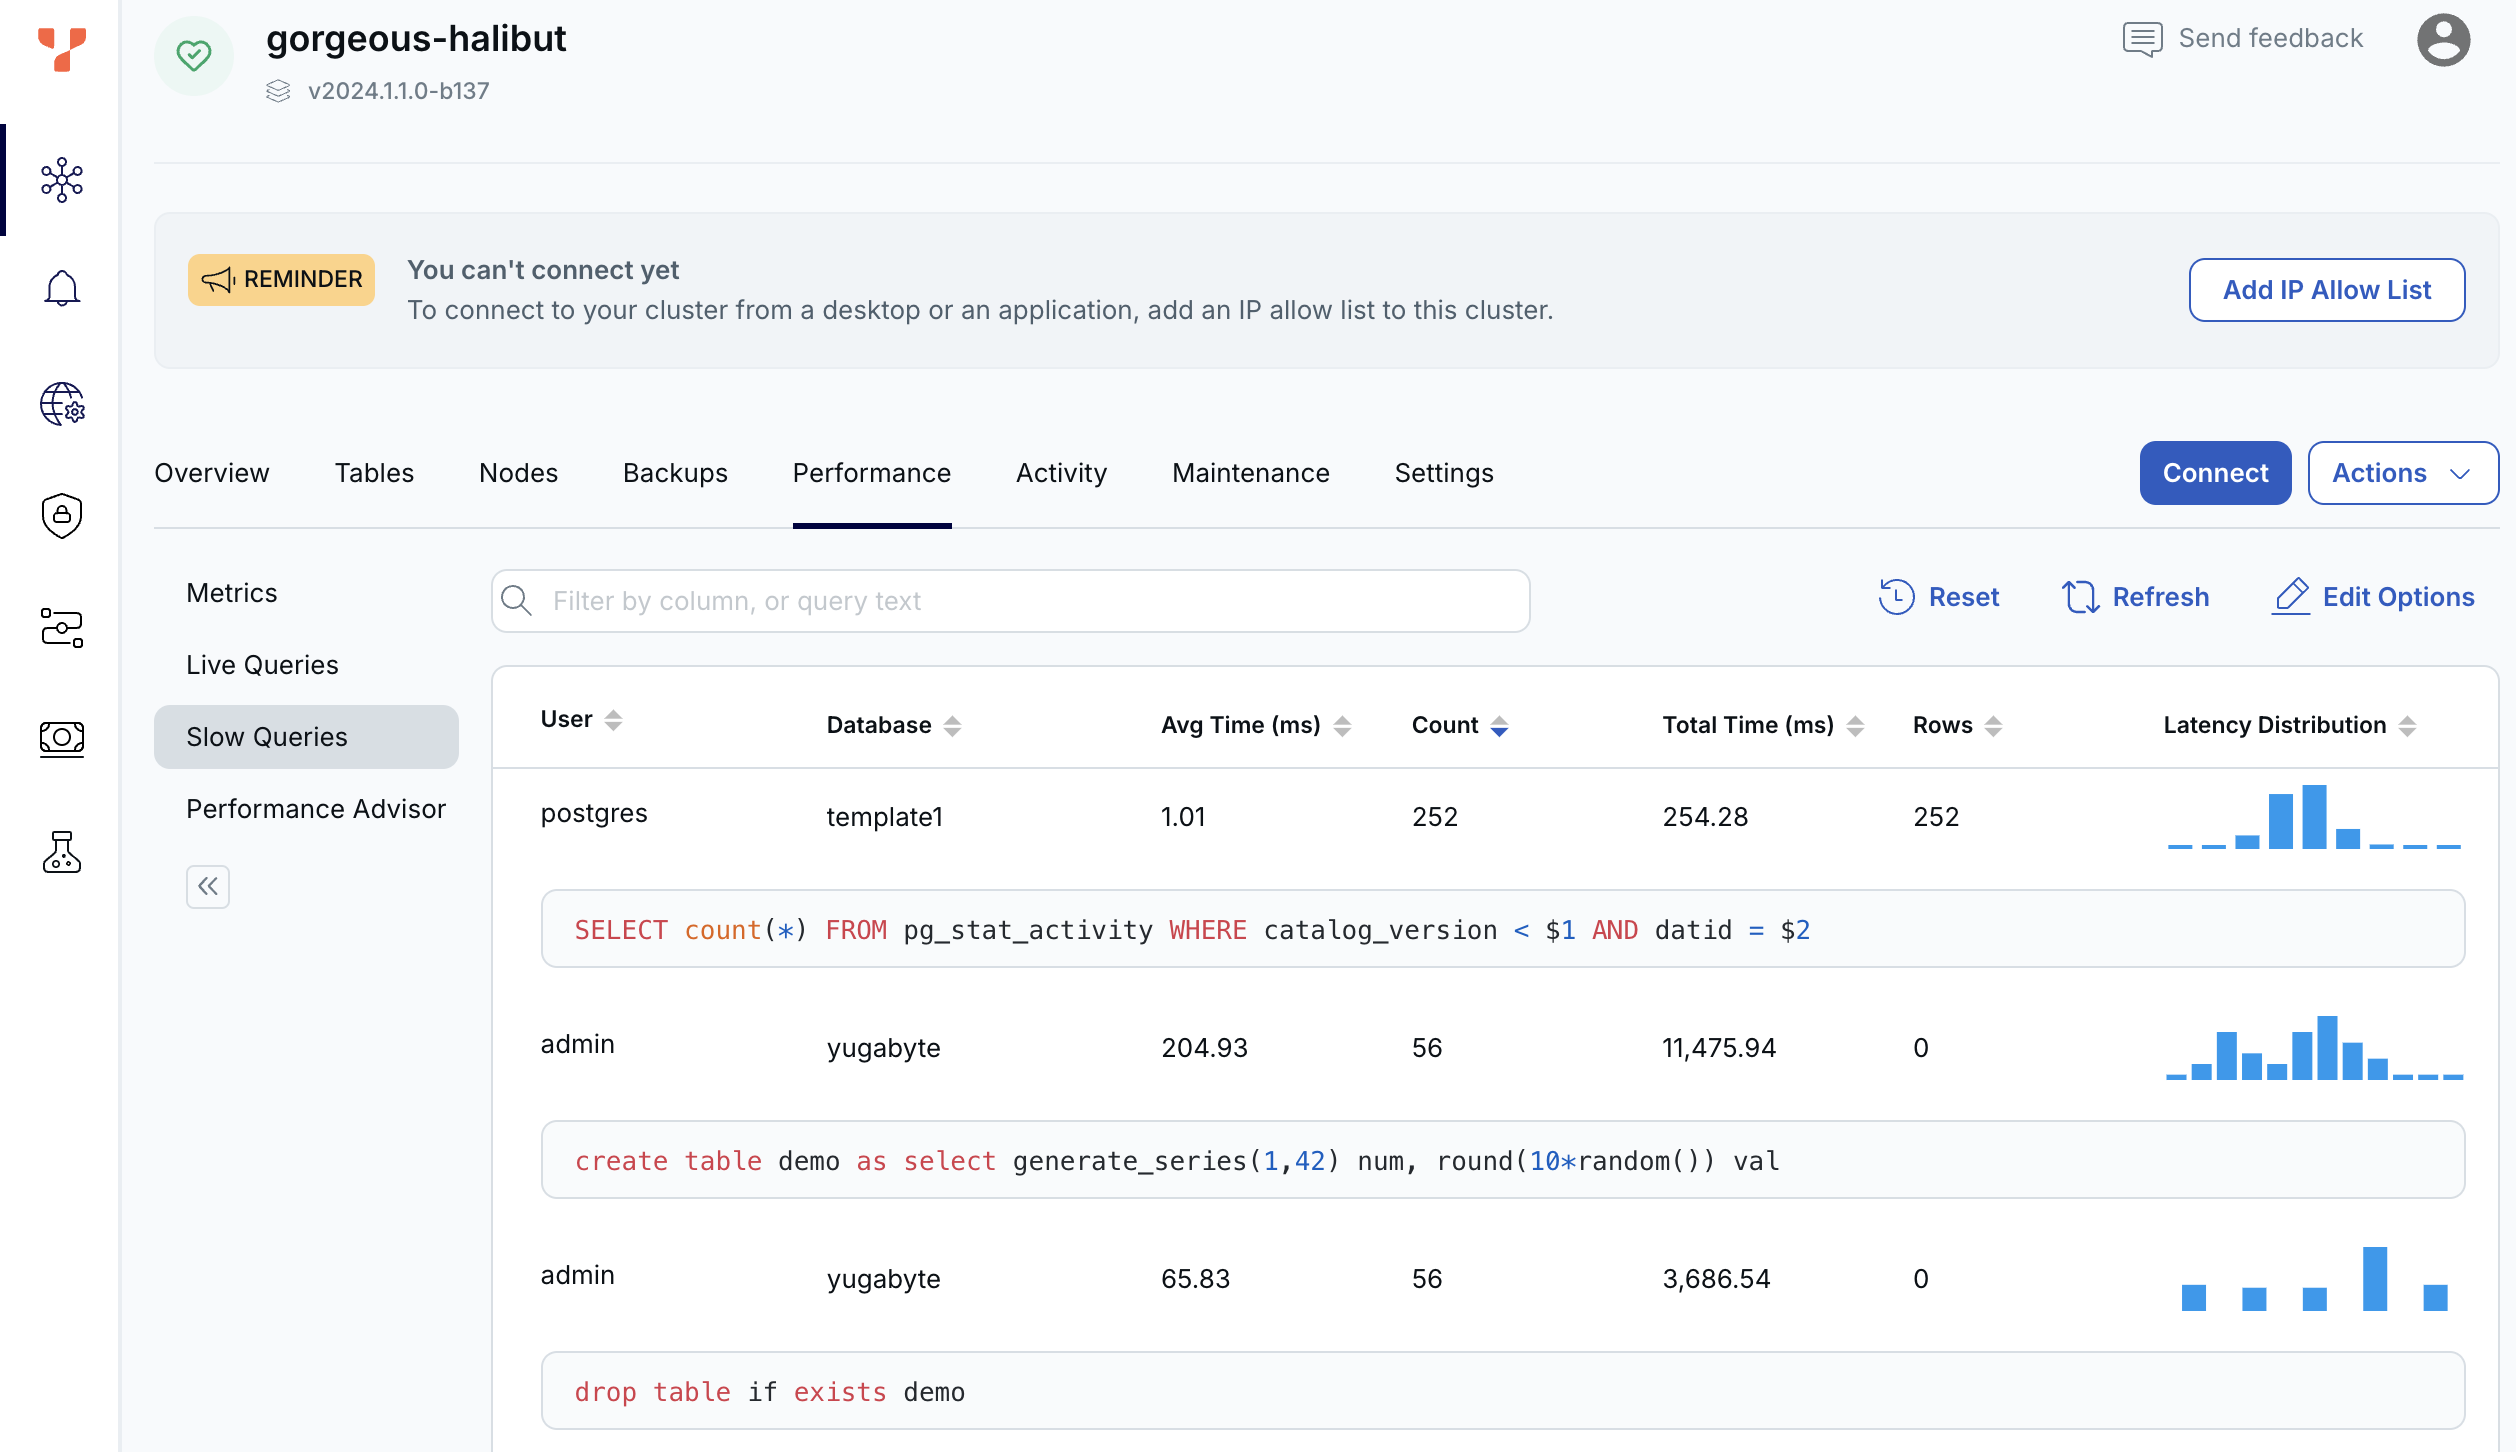 gorgeous-halibut
v2024.1.1.0-b137
Send feedback
REMINDER
You can't connect yet
To connect to your cluster from a desktop or an application, add an IP allow list to this cluster.
Add IP Allow List
Overview Tables Nodes Backups Performance Activity Maintenance Settings
Connect Actions
Metrics
Live Queries
Slow Queries
Performance Advisor
Filter by column, or query text
Reset Refresh Edit Options
User Database Avg Time (ms) Count Total Time (ms) Rows Latency Distribution
postgres template1 1.01 252 254.28 252
SELECT count(*) FROM pg_stat_activity WHERE catalog_version < $1 AND datid = $2
admin yugabyte 204.93 56 11,475.94 0
create table demo as select generate_series(1,42) num, round(10*random()) val
admin yugabyte 65.83 56 3,686.54 0
drop table if exists demo